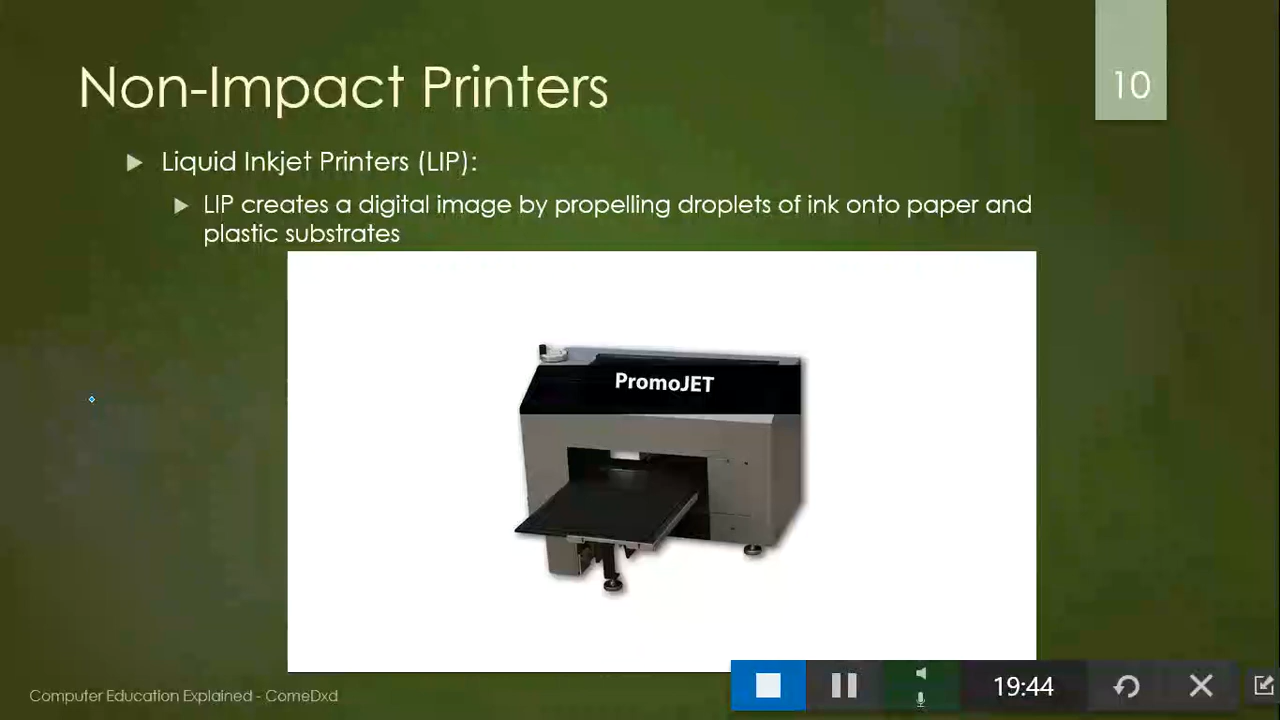 Non-Impact Printers
10
Liquid Inkjet Printers (LIP):
LIP creates a digital image by propelling droplets of ink onto paper and
plastic substrates
PromoJET
Computer Education Explained - ComeDxd
19:44